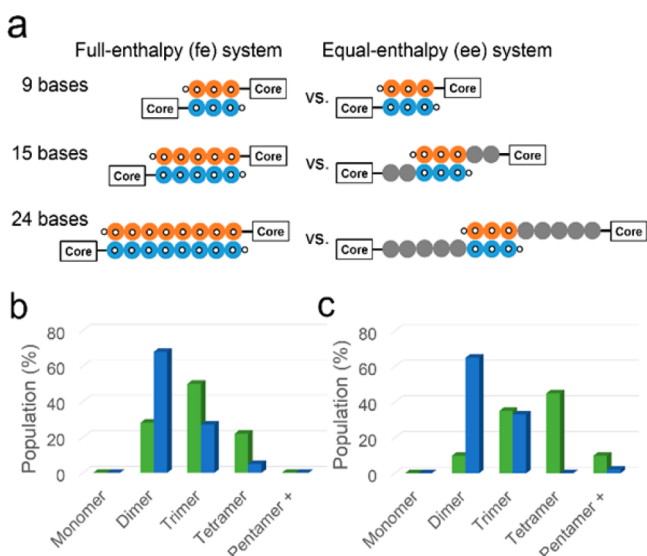 a
Full-enthalpy (fe) system
Equal-enthalpy (ee) system
9 bases
Core
Core
vs.
Core
Core
15 bases
Core
Core
vs.
Core
Core
24 bases
Core
Core
vs.
Core
Core
b
Population (%)
80
60
40
20
0
Monomer
Dimer
Trimer
Tetramer
Pentamer +
c
Population (%)
80
60
40
20
0
Monomer
Dimer
Trimer
Tetramer
Pentamer +